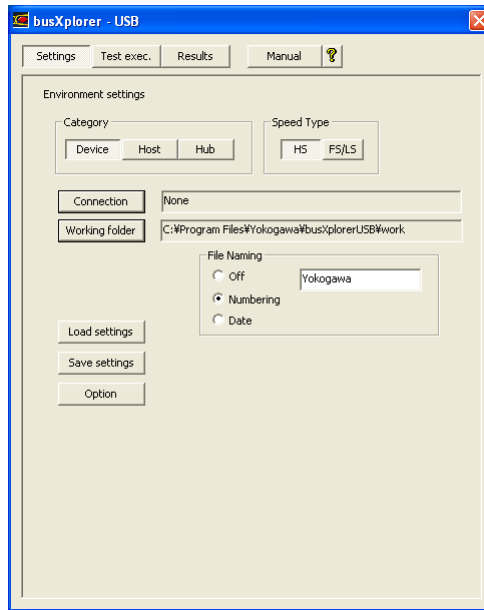 busXplorer - USB
Settings Test exec. Results Manual ?
Environment settings
Category Speed Type
Device Host Hub HS FS/LS
Connection None
Working folder C:¥Program Files¥Yokogawa¥busXplorerUSB¥work
File Naming
Off Yokogawa
Numbering
Date
Load settings
Save settings
Option